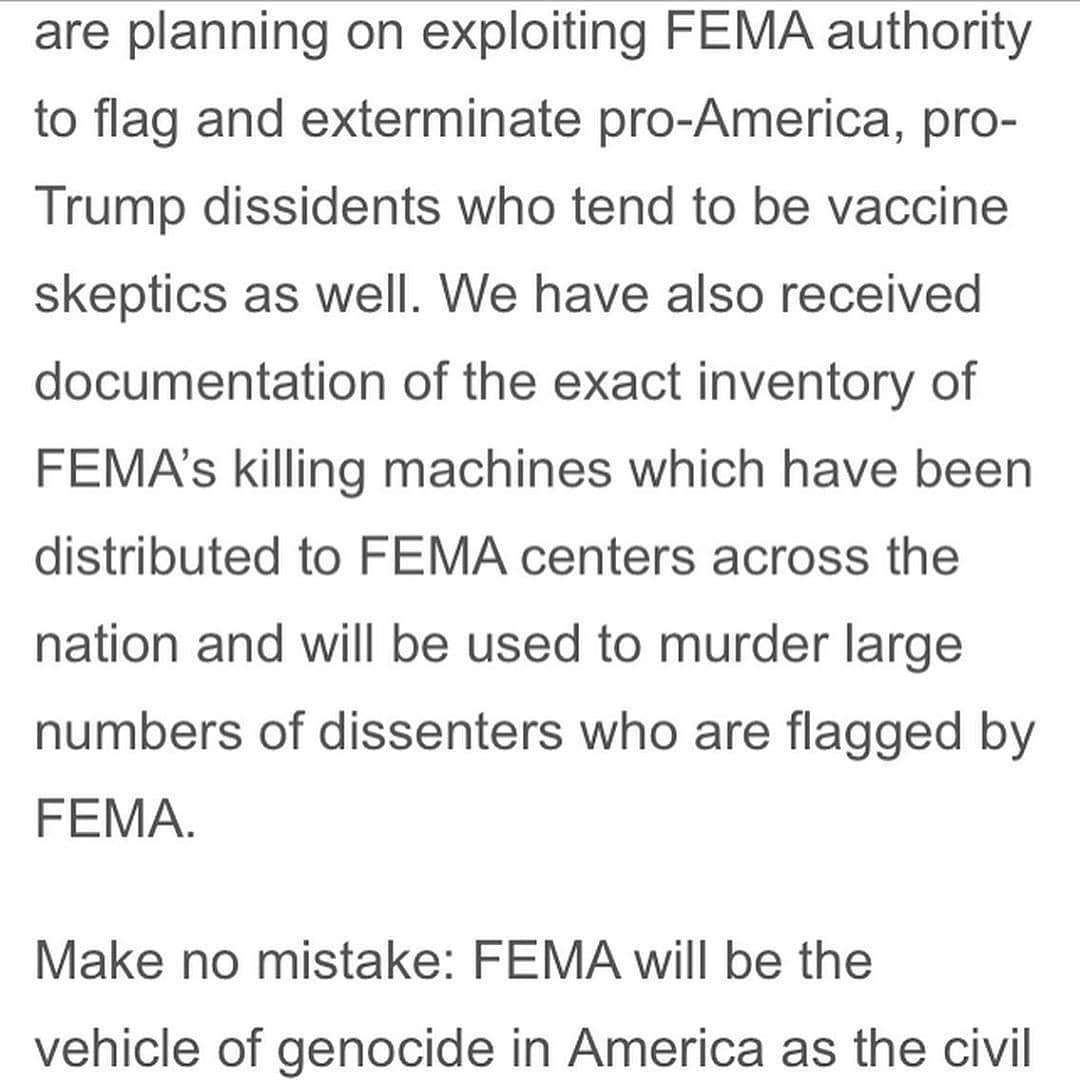 are planning on exploiting FEMA authority
to flag and exterminate pro-America, pro-
Trump dissidents who tend to be vaccine
skeptics as well. We have also received
documentation of the exact inventory of
FEMA’s killing machines which have been
distributed to FEMA centers across the
nation and will be used to murder large
numbers of dissenters who are flagged by
FEMA.
Make no mistake: FEMA will be the
vehicle of genocide in America as the civil